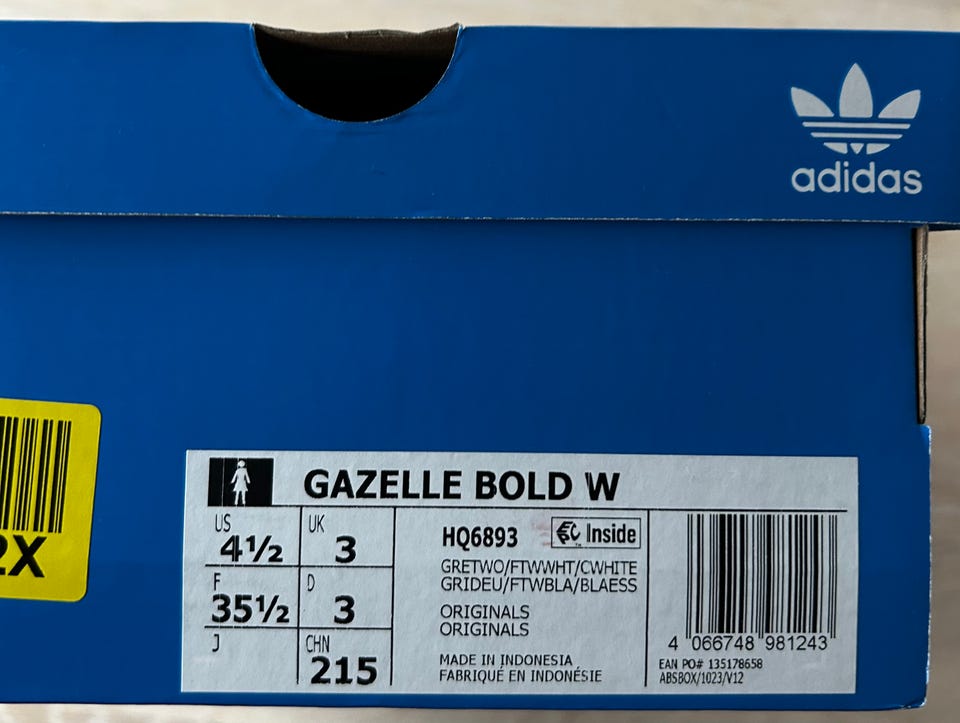 adidas
2X
GAZELLE BOLD W
US 4½ UK 3
F 35½ D 3
J CHN 215
HQ6893 Inside
GRETWO/FTWWHT/CWHITE
GRIDEU/FTWBLA/BLAESS
ORIGINALS
ORIGINALS
MADE IN INDONESIA
FABRIQUÉ EN INDONÉSIE
4 066748 981243
EAN PO# 135178658
ABSBOX/1023/V12